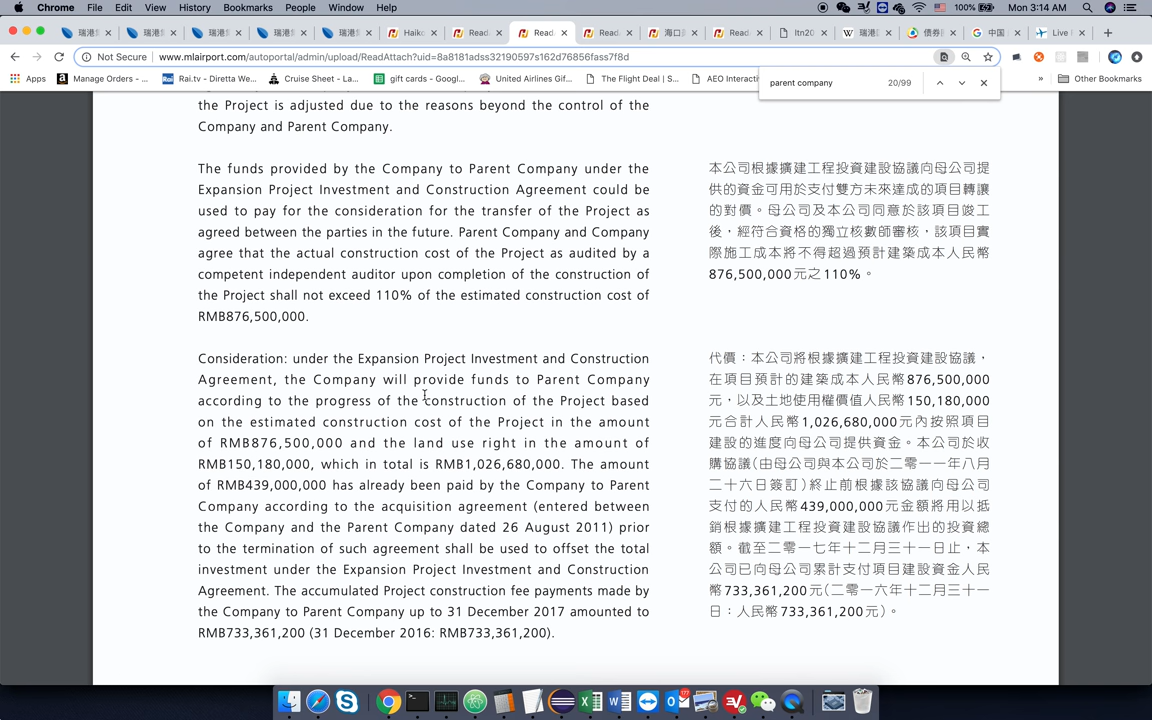 Chrome File Edit View History Bookmarks People Window Help 100% Mon 3:14 AM
瑞港 瑞港 瑞港 瑞港 Haiko Read Read Read 海口 Read ltn20 瑞港 債券 中国 Live
Not Secure www.mlairport.com/autoportal/admin/upload/ReadAttach?uid=8a8181adss32190597s162d76856fass7f8d
Apps Manage Orders - ... Rai.tv - Diretta We... Cruise Sheet - La... gift cards - Googl... United Airlines Gif... The Flight Deal | S... AEO Interacti » Other Bookmarks
parent company 20/99
the Project is adjusted due to the reasons beyond the control of the
Company and Parent Company.
The funds provided by the Company to Parent Company under the
Expansion Project Investment and Construction Agreement could be
used to pay for the consideration for the transfer of the Project as
agreed between the parties in the future. Parent Company and Company
agree that the actual construction cost of the Project as audited by a
competent independent auditor upon completion of the construction of
the Project shall not exceed 110% of the estimated construction cost of
RMB876,500,000.
本公司根據擴建工程投資建設協議向母公司提
供的資金可用於支付雙方未來達成的項目轉讓
的對價。母公司及本公司同意於該項目竣工
後，經符合資格的獨立核數師審核，該項目實
際施工成本將不得超過預計建築成本人民幣
876,500,000元之110%。
Consideration: under the Expansion Project Investment and Construction
Agreement, the Company will provide funds to Parent Company
according to the progress of the construction of the Project based
on the estimated construction cost of the Project in the amount
of RMB876,500,000 and the land use right in the amount of
RMB150,180,000, which in total is RMB1,026,680,000. The amount
of RMB439,000,000 has already been paid by the Company to Parent
Company according to the acquisition agreement (entered between
the Company and the Parent Company dated 26 August 2011) prior
to the termination of such agreement shall be used to offset the total
investment under the Expansion Project Investment and Construction
Agreement. The accumulated Project construction fee payments made by
the Company to Parent Company up to 31 December 2017 amounted to
RMB733,361,200 (31 December 2016: RMB733,361,200).
代價：本公司將根據擴建工程投資建設協議，
在項目預計的建築成本人民幣876,500,000
元，以及土地使用權價值人民幣150,180,000
元合計人民幣1,026,680,000元內按照項目
建設的進度向母公司提供資金。本公司於收
購協議（由母公司與本公司於二零一一年八月
二十六日簽訂）終止前根據該協議向母公司
支付的人民幣439,000,000元金額將用以抵
銷根據擴建工程投資建設協議作出的投資總
額。截至二零一七年十二月三十一日止，本
公司已向母公司累計支付項目建設資金人民
幣733,361,200元（二零一六年十二月三十一
日：人民幣733,361,200元）。